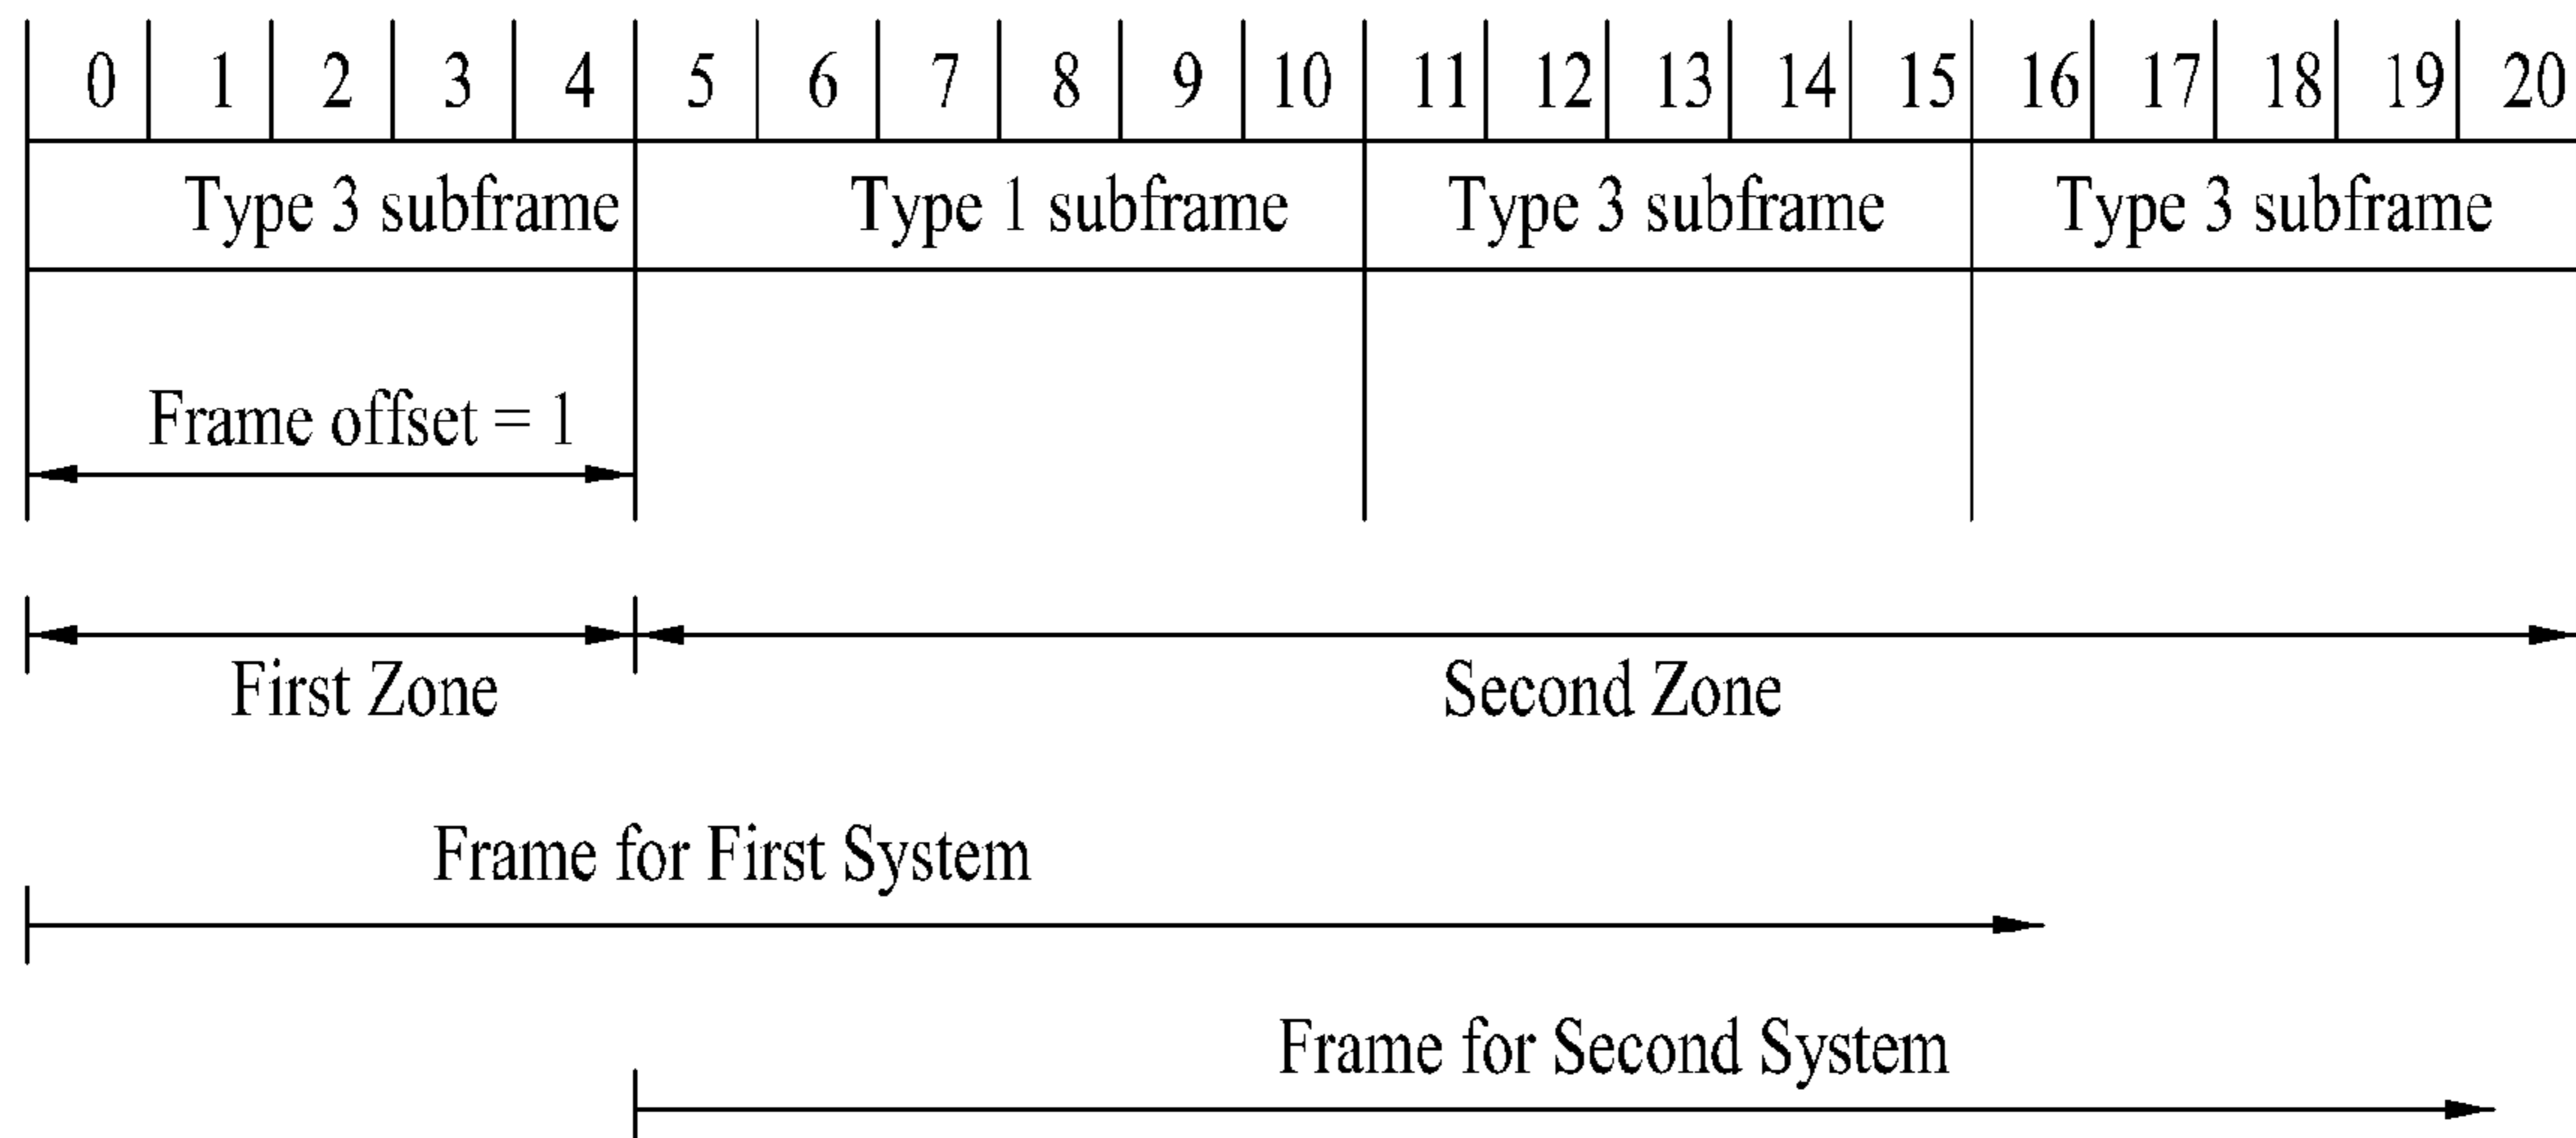 0 1 2 3 4 5 6 7 8 9 10 11 12 13 14 15 16 17 18 19 20
Type 3 subframe Type 1 subframe Type 3 subframe Type 3 subframe
Frame offset = 1
First Zone Second Zone
Frame for First System
Frame for Second System